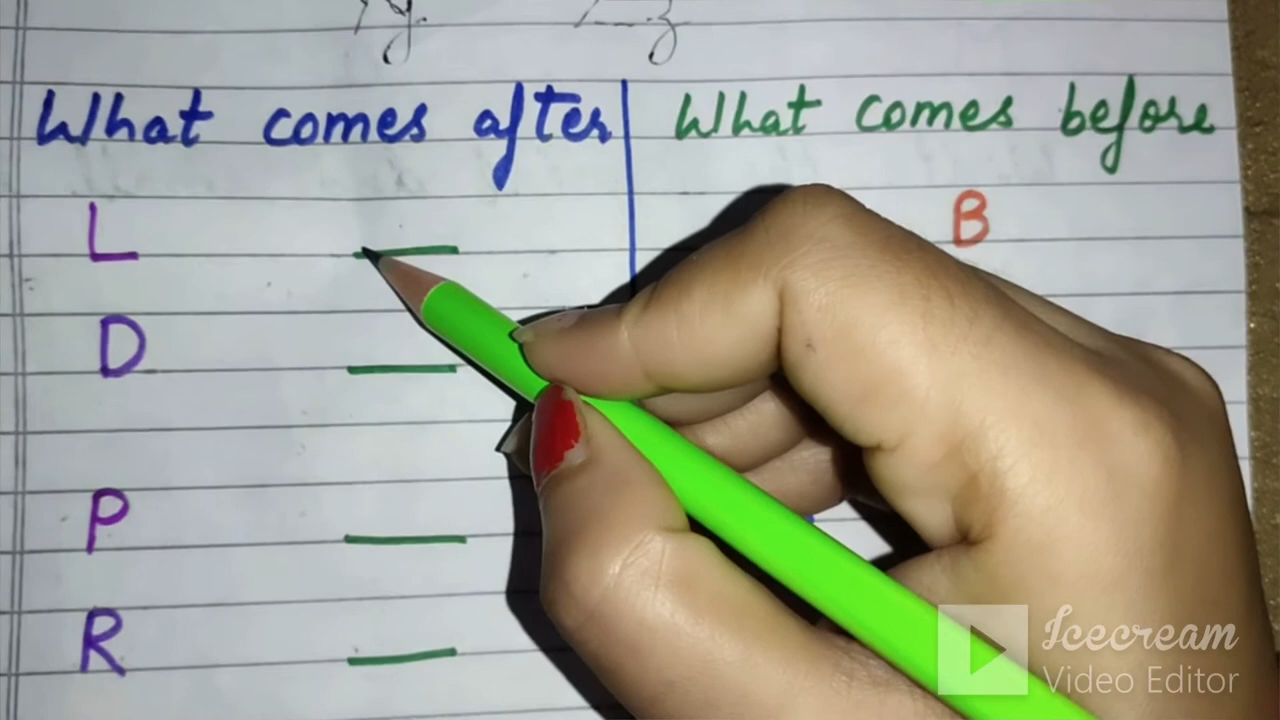 What comes after What comes before
L B
D
P
R
Icecream
Video Editor